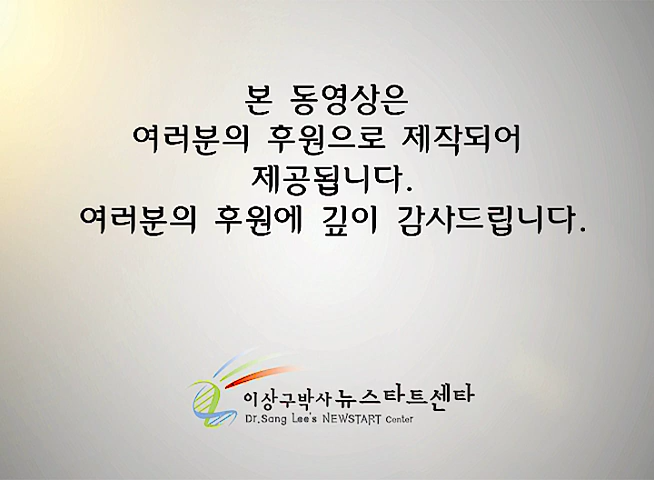 본 동영상은
여러분의 후원으로 제작되어
제공됩니다.
여러분의 후원에 깊이 감사드립니다.
이상구박사 뉴스타트센타
Dr.Sang Lee's NEWSTART Center